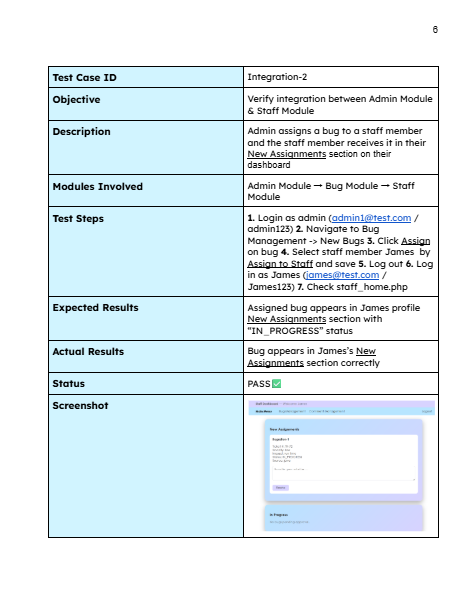 6
Test Case ID
Integration-2
Objective
Verify integration between Admin Module
& Staff Module
Description
Admin assigns a bug to a staff member
and the staff member receives it in their
New Assignments section on their
dashboard
Modules Involved
Admin Module → Bug Module → Staff
Module
Test Steps
1. Login as admin (admin1@test.com /
admin123) 2. Navigate to Bug
Management -> New Bugs 3. Click Assign
on bug 4. Select staff member James by
Assign to Staff and save 5. Log out 6. Log
in as James (james@test.com /
James123) 7. Check staff_home.php
Expected Results
Assigned bug appears in James profile
New Assignments section with
“IN_PROGRESS” status
Actual Results
Bug appears in James’s New
Assignments section correctly
Status
PASS✅
Screenshot
New Assignments
In Progress